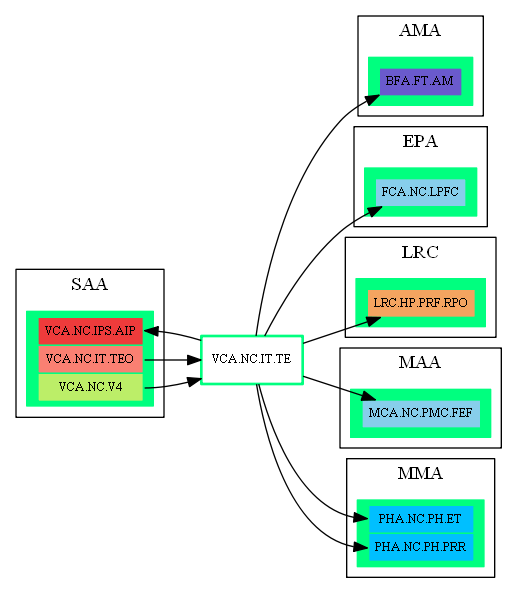 AMA
BFA.FT.AM
EPA
FCA.NC.LPFC
LRC
LRC.HP.PRF.RPO
SAA
VCA.NC.IPS.AIP
VCA.NC.IT.TEO
VCA.NC.V4
VCA.NC.IT.TE
MAA
MCA.NC.PMC.FEF
MMA
PHA.NC.PH.ET
PHA.NC.PH.PRR